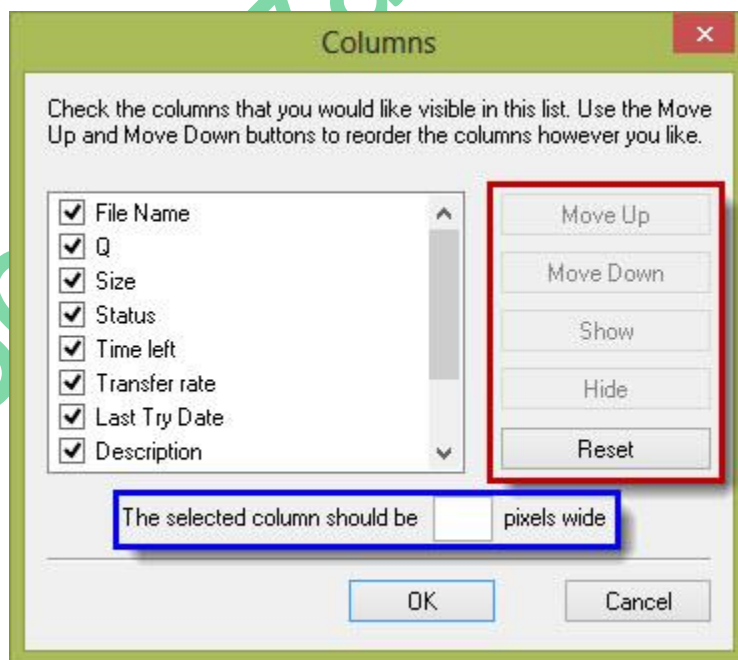 Columns
Check the columns that you would like visible in this list. Use the Move
Up and Move Down buttons to reorder the columns however you like.
File Name
Q
Size
Status
Time left
Transfer rate
Last Try Date
Description
Move Up
Move Down
Show
Hide
Reset
The selected column should be pixels wide
OK
Cancel